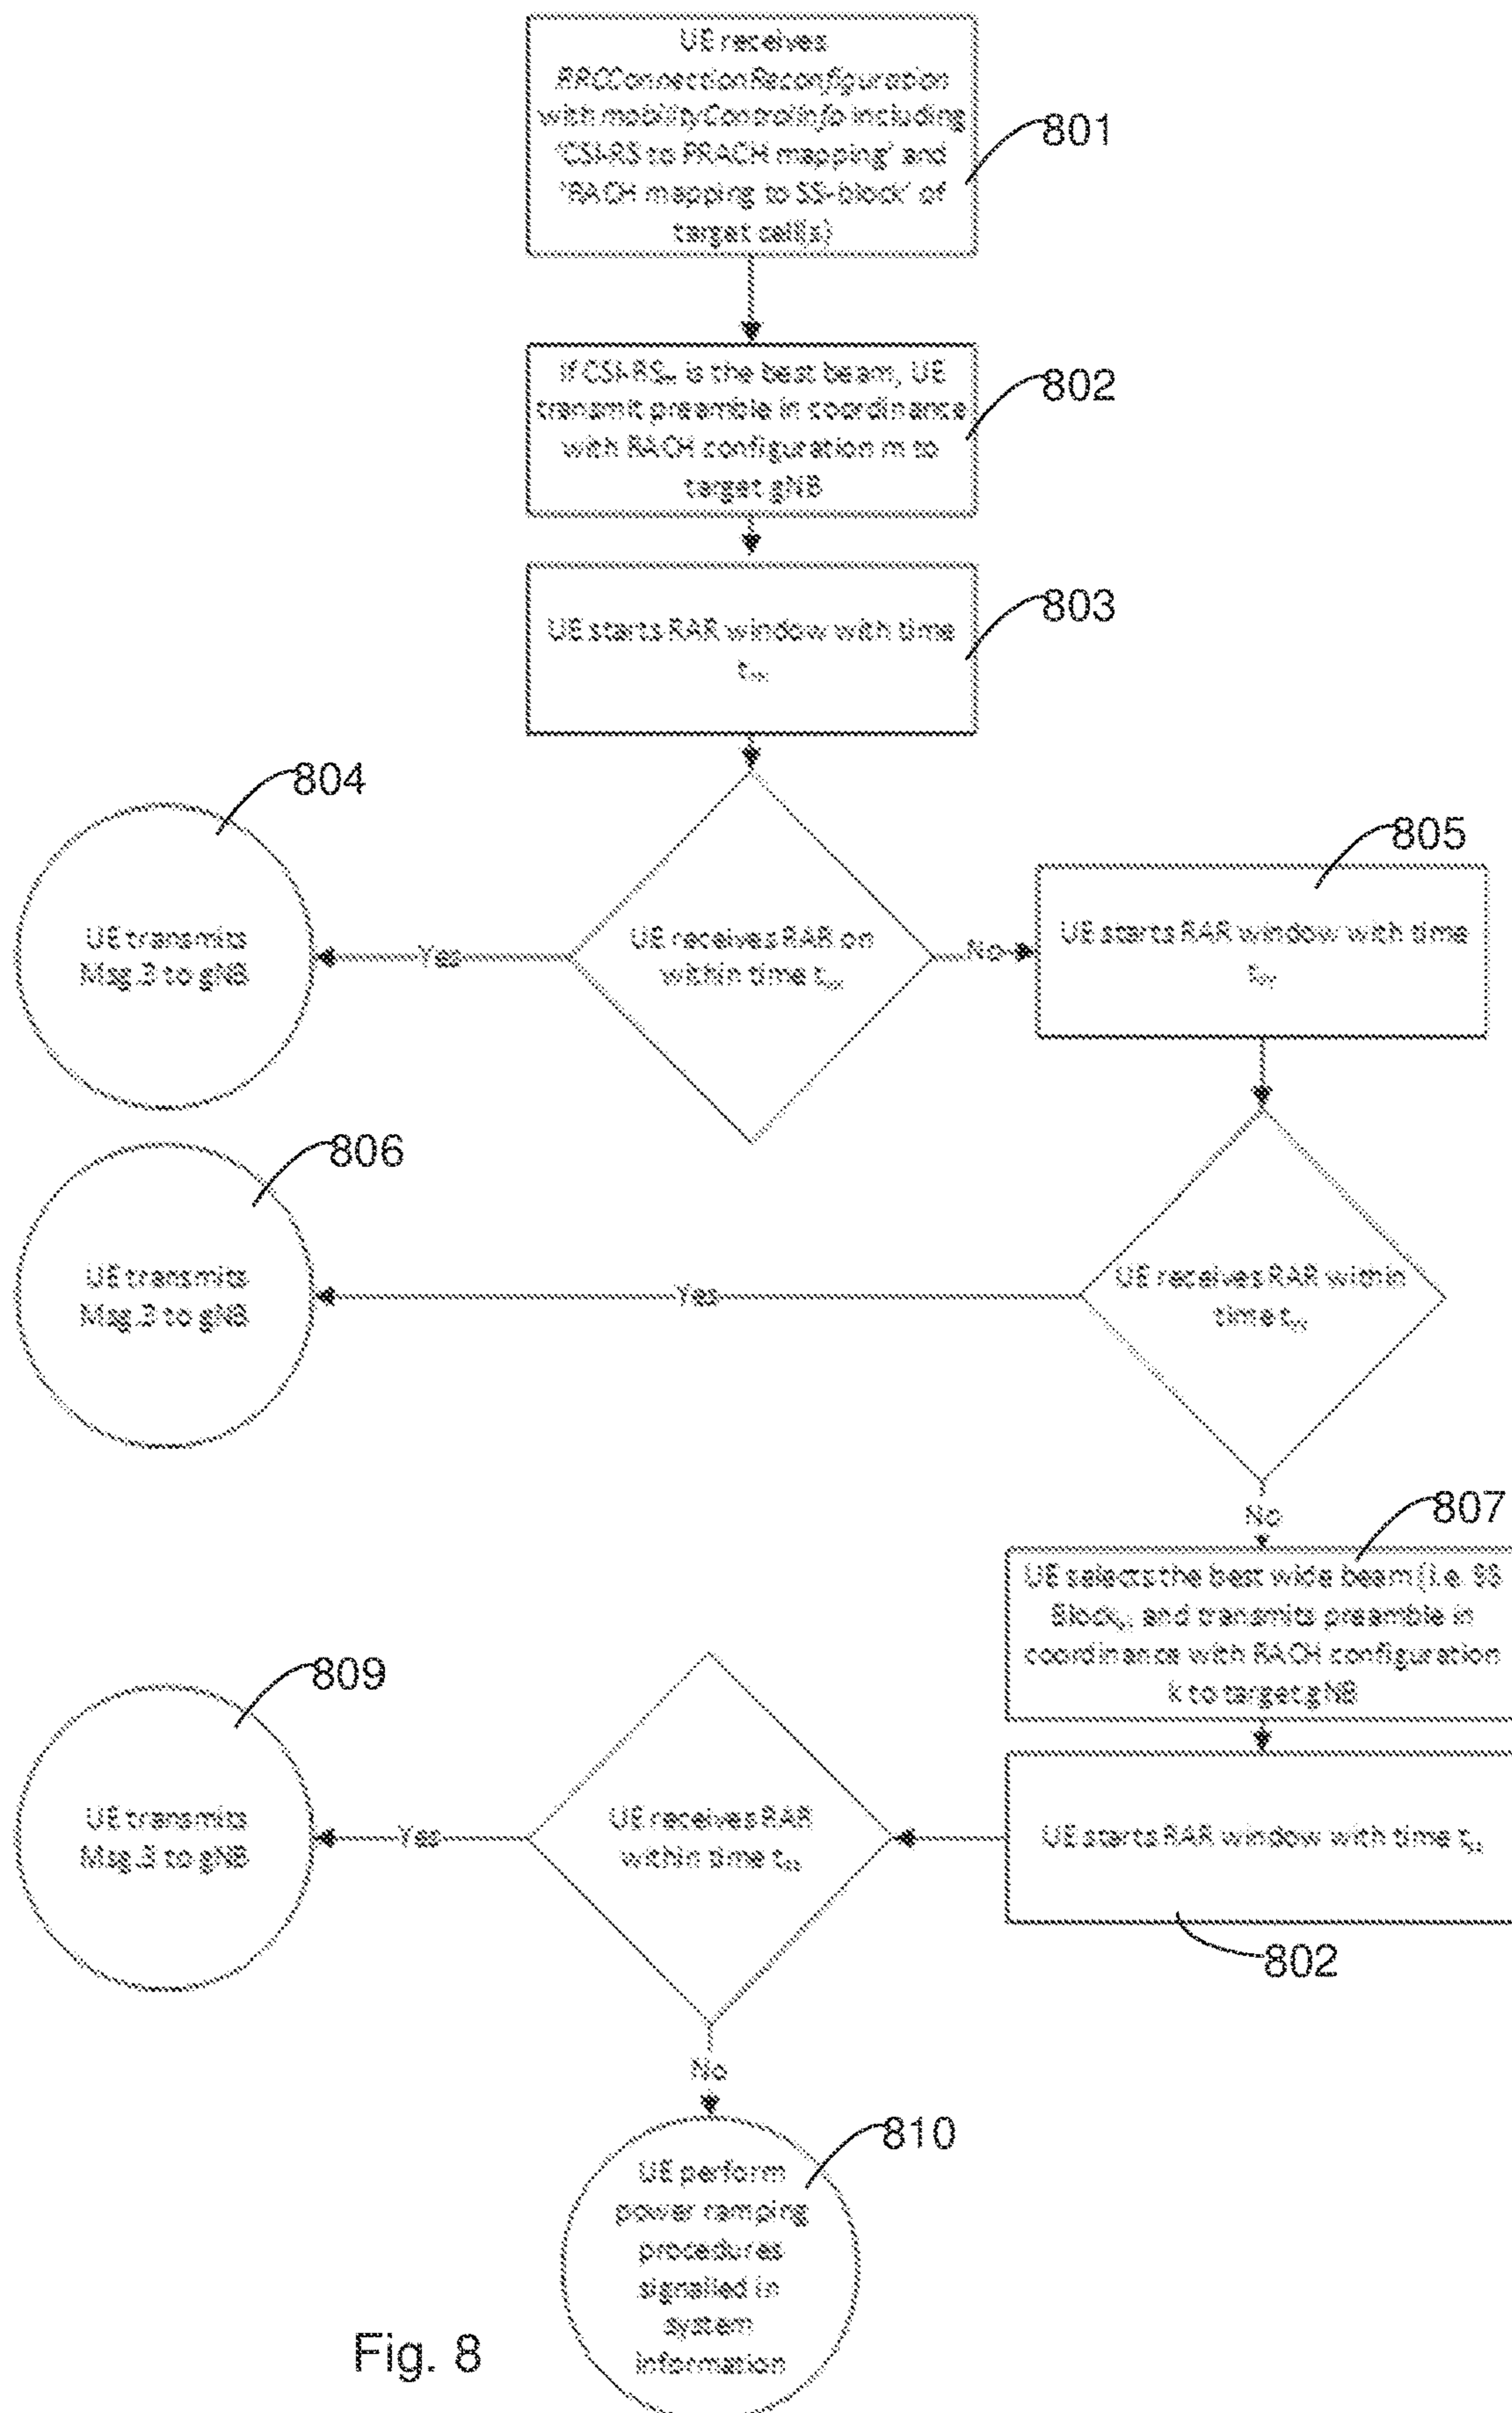 UE receives
RRCConnectionReconfiguration
with mobilityControlInfo including
'CSI-RS to PRACH mapping' and
'RACH mapping to SS-block' of
target cell(s)
801
If CSI-RSₘ is the best beam, UE
transmit preamble in coordinance
with RACH configuration m to
target gNB
802
UE starts RAR window with time
t
803
804
UE transmits
Msg.3 to gNB
Yes
UE receives RAR on
within time t
No
805
UE starts RAR window with time
t
806
UE transmits
Msg.3 to gNB
Yes
UE receives RAR within
time t
No
807
UE selects the best wide beam (i.e. SS
Block and transmits preamble in
coordinance with RACH configuration
k to target gNB
809
UE transmits
Msg.3 to gNB
Yes
UE receives RAR
within time t
UE starts RAR window with time t
802
No
810
UE perform
power ramping
procedures
signalled in
system
information
Fig. 8